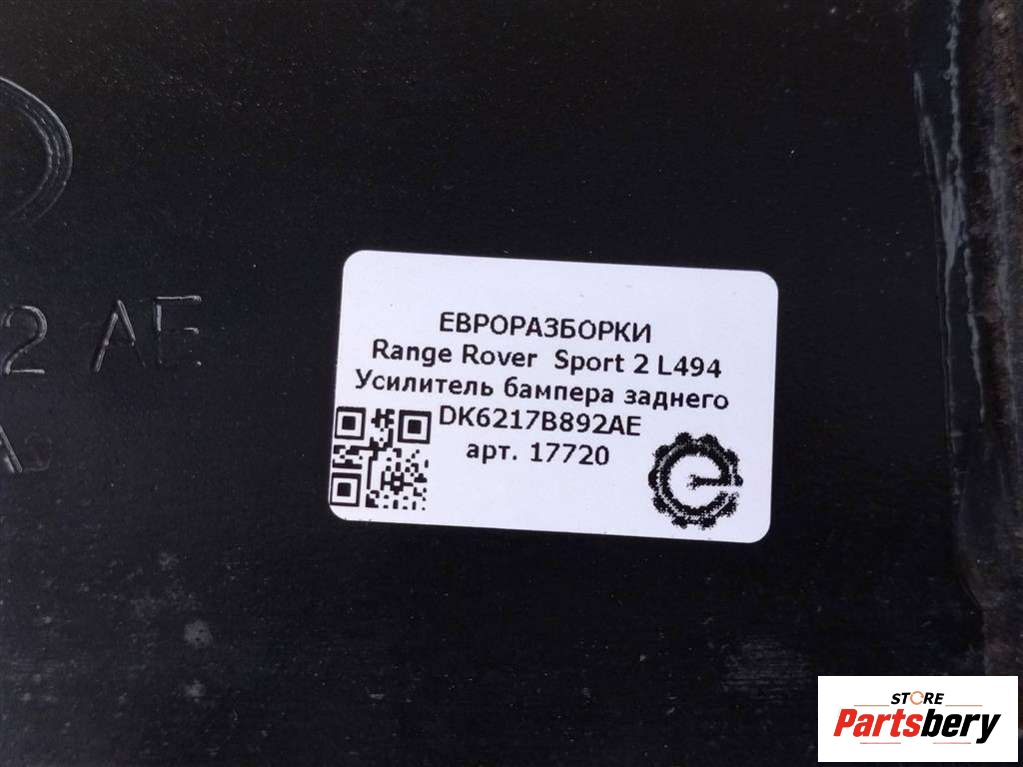 2 AE
ЕВРОРАЗБОРКИ
Range Rover Sport 2 L494
Усилитель бампера заднего
DK6217B892AE
арт. 17720
STORE
Partsbery